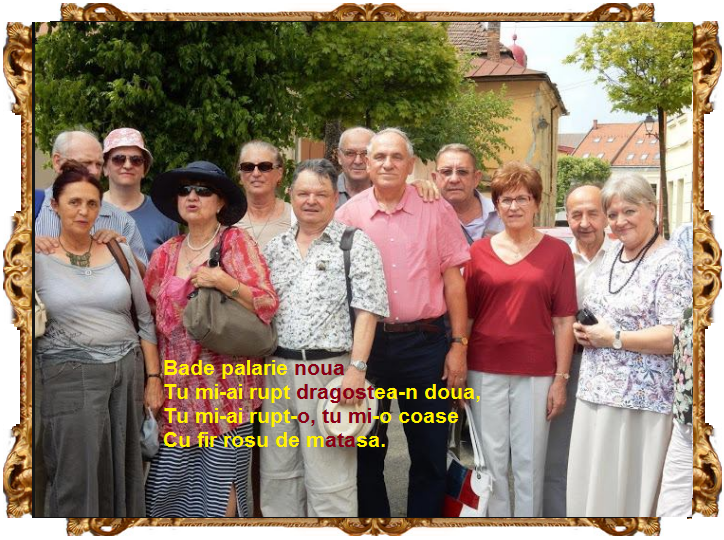 Bade palarie noua
Tu mi-ai rupt dragostea-n doua,
Tu mi-ai rupt-o, tu mi-o coase
Cu fir rosu de matasa.